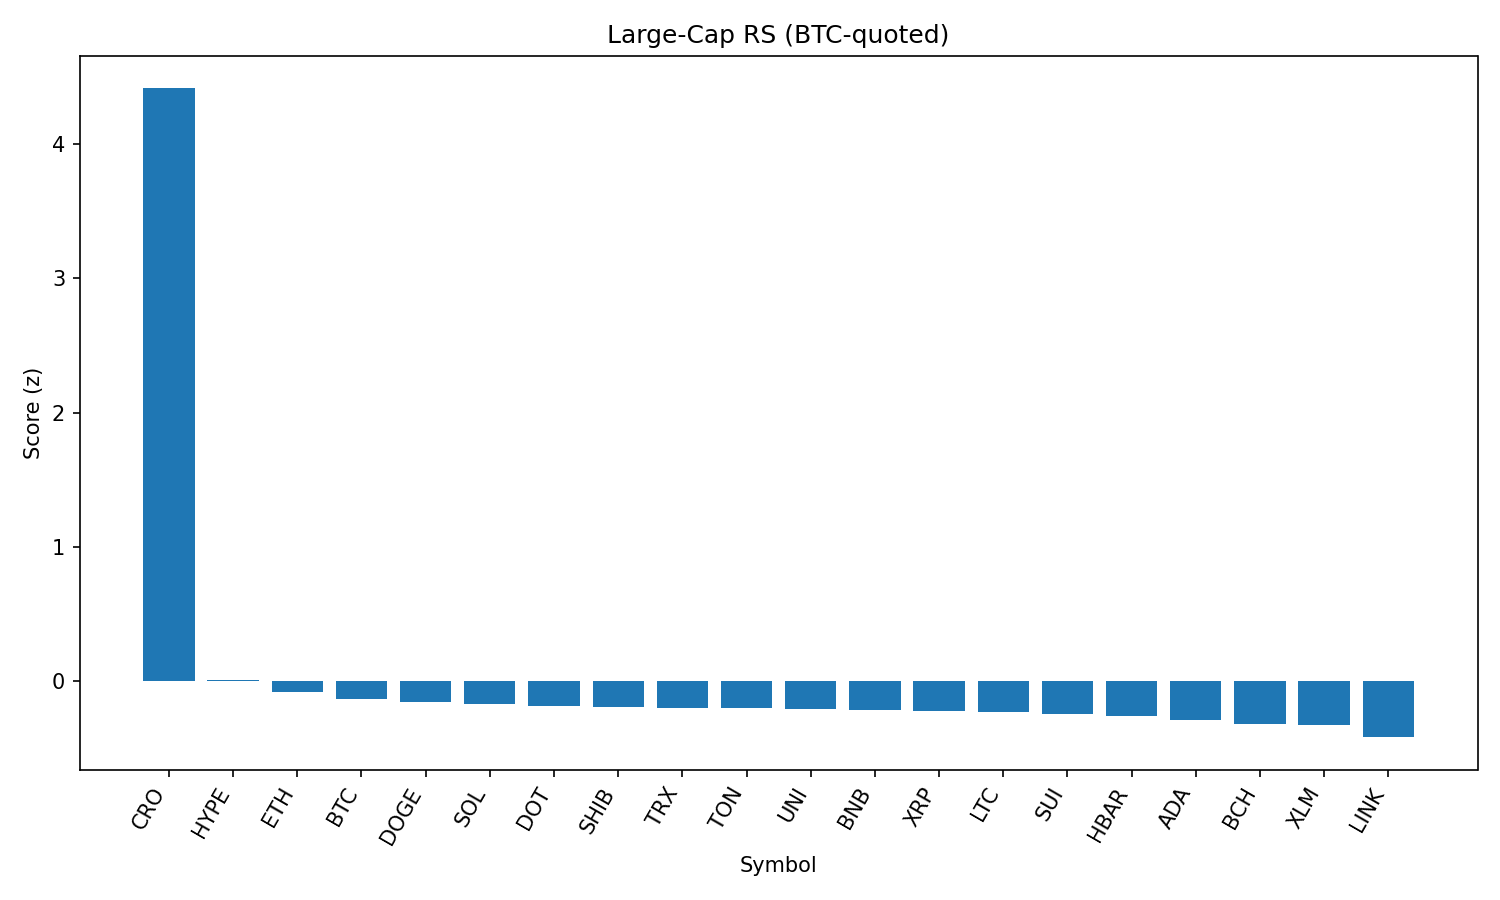 Large-Cap RS (BTC-quoted)
Score (z)
4
3
2
1
0
CRO
HYPE
ETH
BTC
DOGE
SOL
DOT
SHIB
TRX
TON
UNI
BNB
XRP
LTC
SUI
HBAR
ADA
BCH
XLM
LINK
Symbol